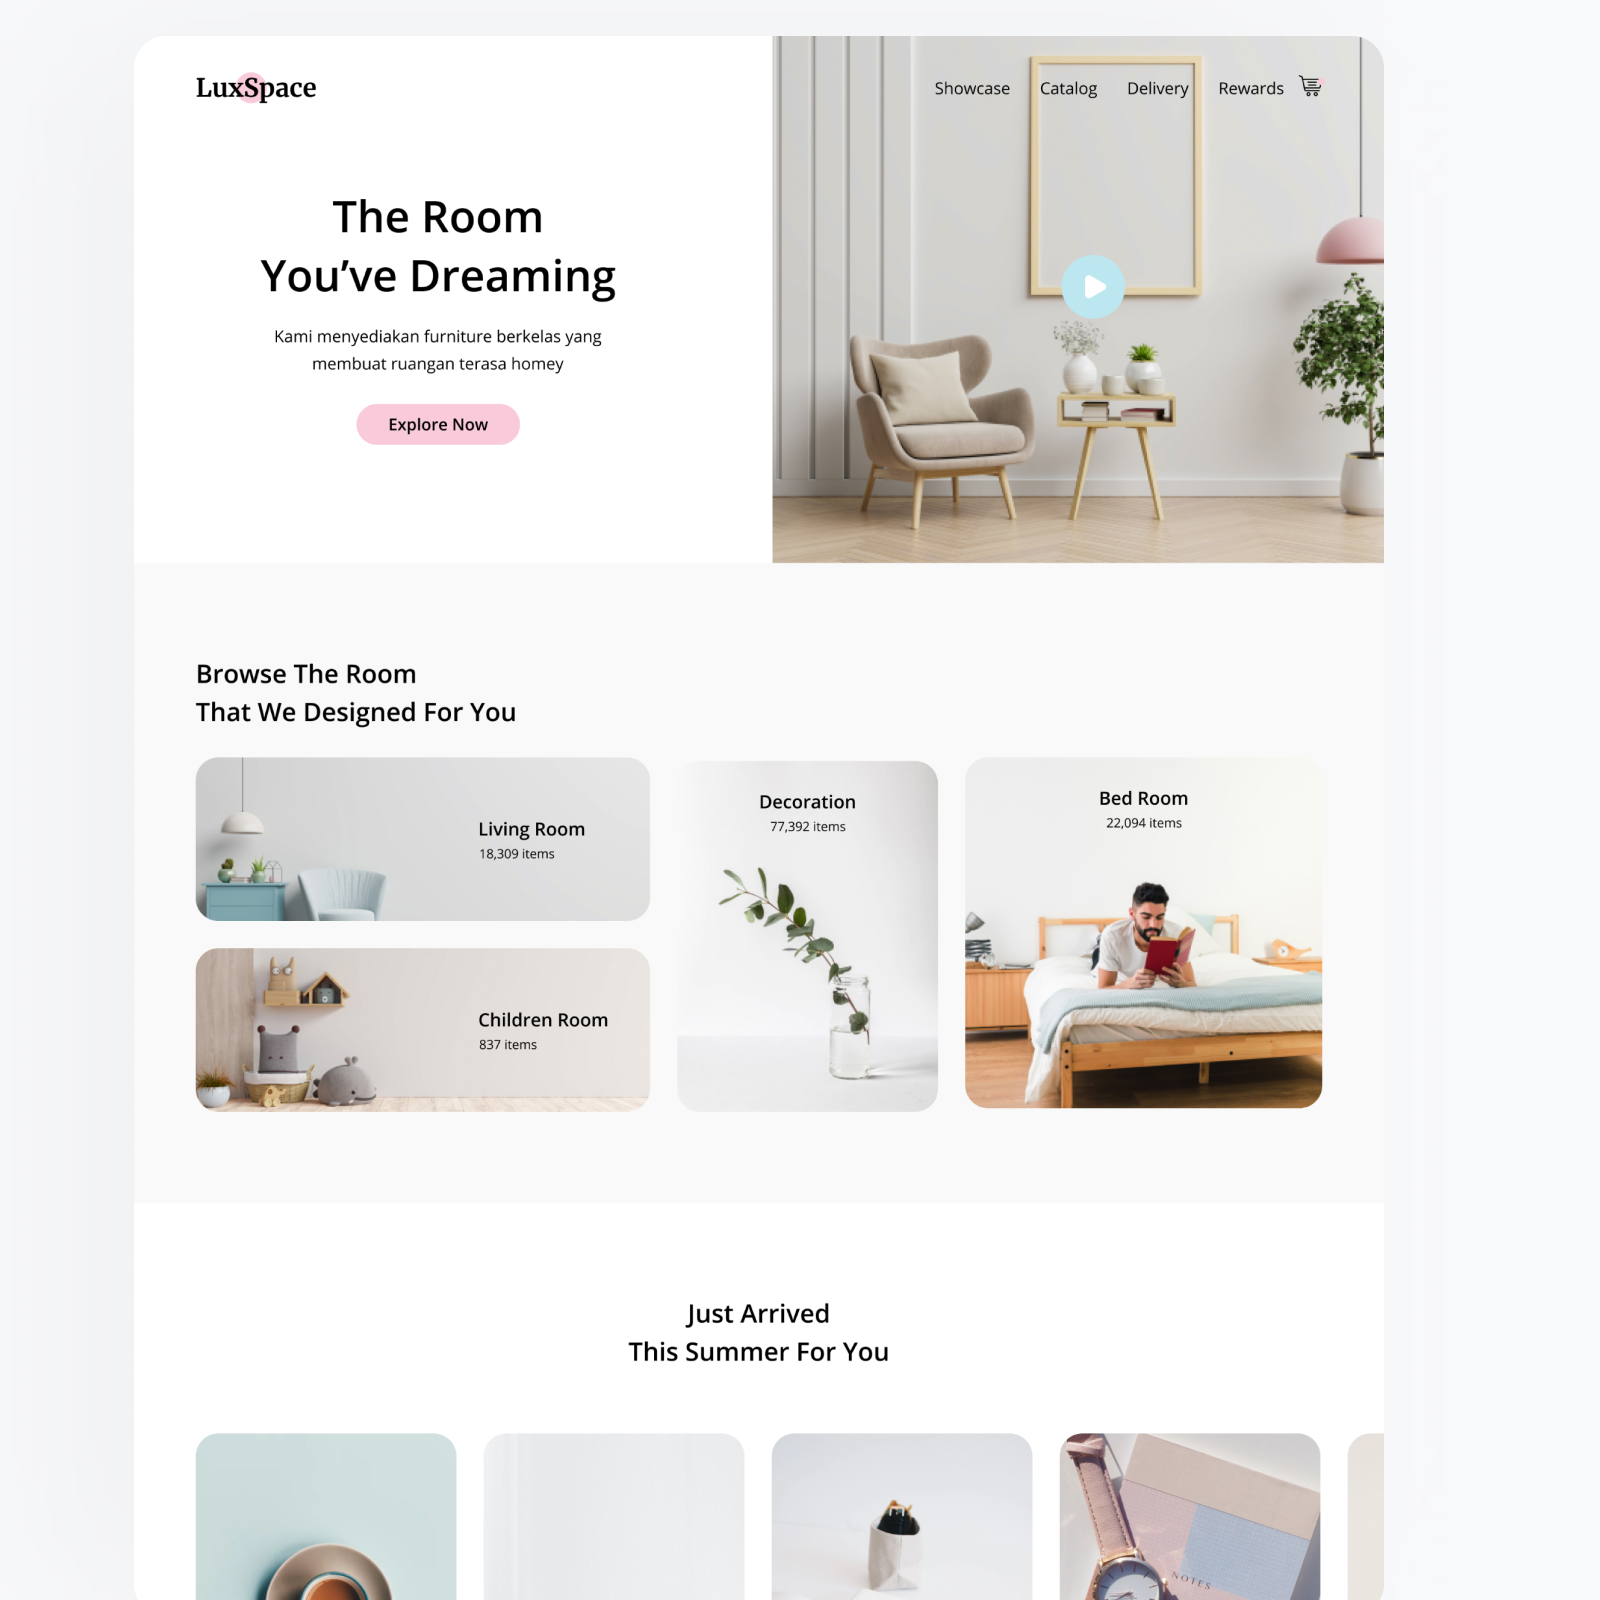 LuxSpace
Showcase
Catalog
Delivery
Rewards
The Room
You’ve Dreaming
Kami menyediakan furniture berkelas yang
membuat ruangan terasa homey
Explore Now
Browse The Room
That We Designed For You
Living Room
18,309 items
Children Room
837 items
Decoration
77,392 items
Bed Room
22,094 items
Just Arrived
This Summer For You
NOTES